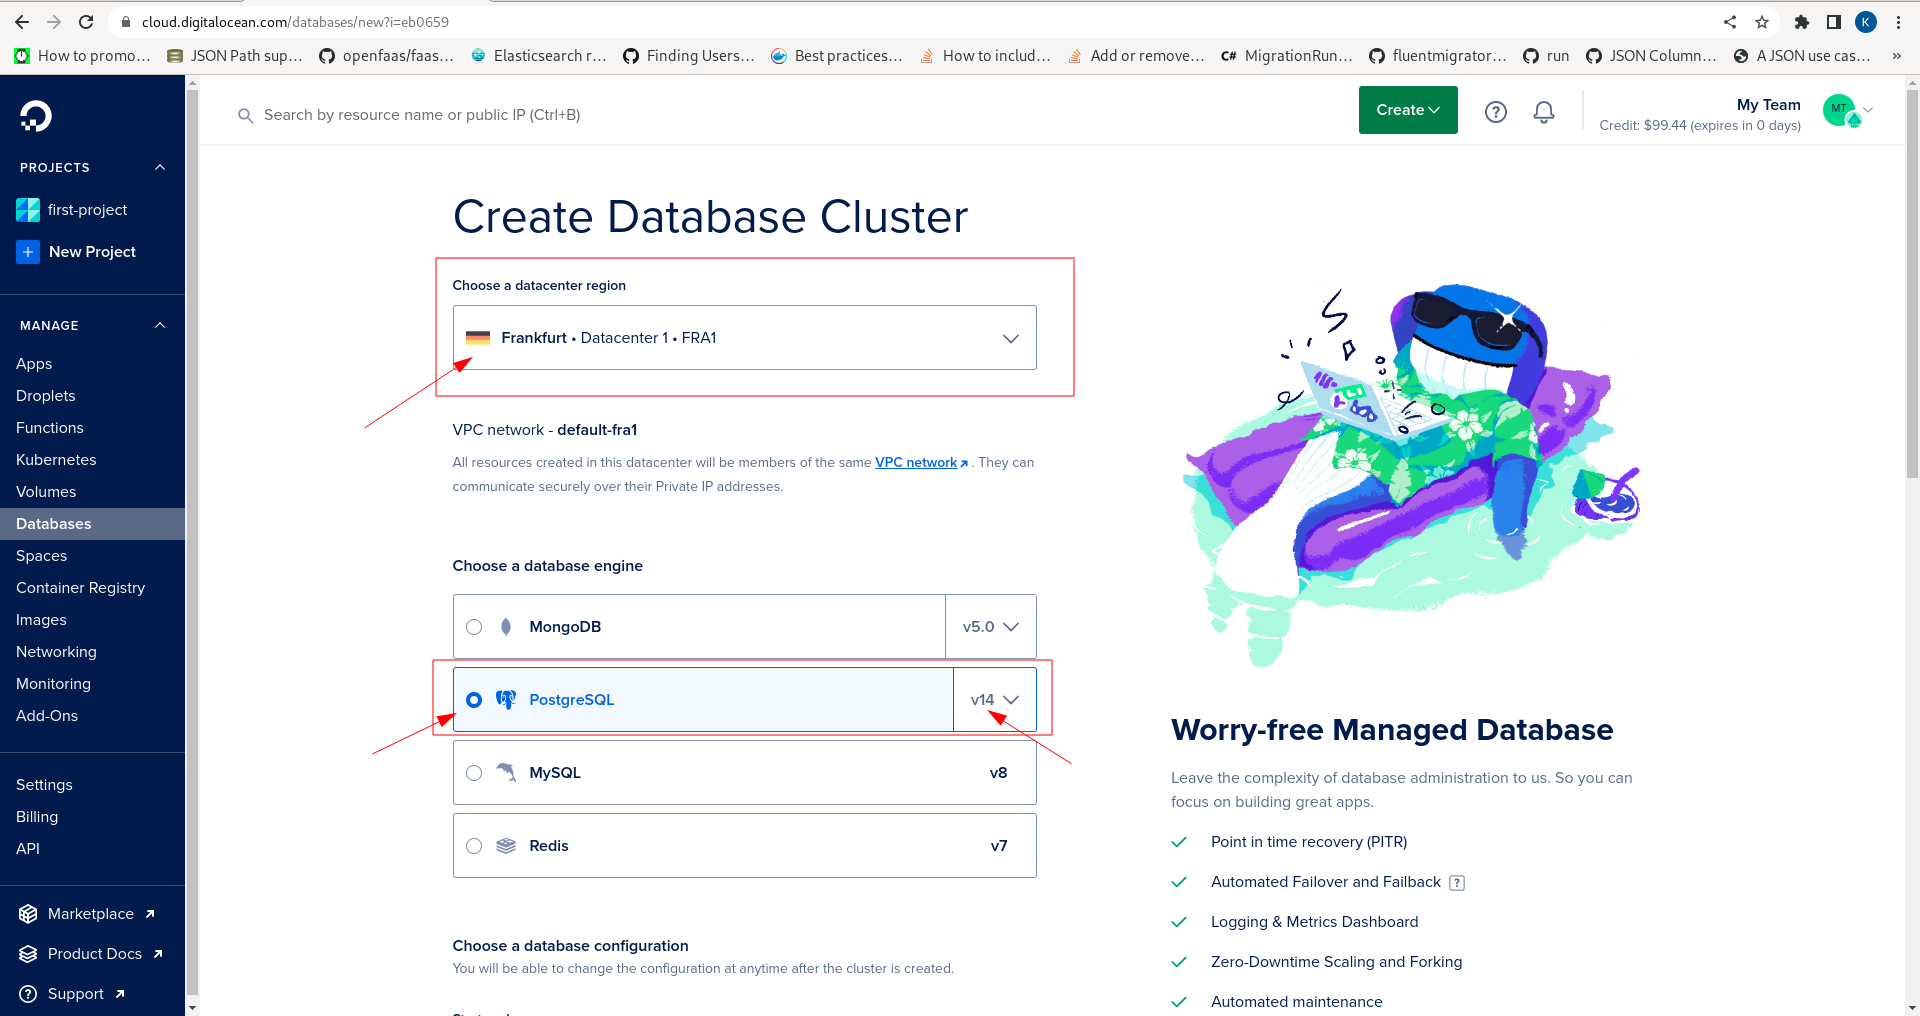 cloud.digitalocean.com/databases/new?i=eb0659
K
How to promo...
JSON Path sup...
openfaas/faas...
Elasticsearch r...
Finding Users...
Best practices...
How to includ...
Add or remove...
C# MigrationRun...
fluentmigrator...
run
JSON Column...
A JSON use cas...
»
Search by resource name or public IP (Ctrl+B)
Create
My Team
Credit: $99.44 (expires in 0 days)
MT
PROJECTS
first-project
New Project
MANAGE
Apps
Droplets
Functions
Kubernetes
Volumes
Databases
Spaces
Container Registry
Images
Networking
Monitoring
Add-Ons
Settings
Billing
API
Marketplace
Product Docs
Support
Create Database Cluster
Choose a datacenter region
Frankfurt • Datacenter 1 • FRA1
VPC network - default-fra1
All resources created in this datacenter will be members of the same VPC network . They can
communicate securely over their Private IP addresses.
Choose a database engine
MongoDB v5.0
PostgreSQL v14
MySQL v8
Redis v7
Choose a database configuration
You will be able to change the configuration at anytime after the cluster is created.
Worry-free Managed Database
Leave the complexity of database administration to us. So you can
focus on building great apps.
Point in time recovery (PITR)
Automated Failover and Failback ?
Logging & Metrics Dashboard
Zero-Downtime Scaling and Forking
Automated maintenance